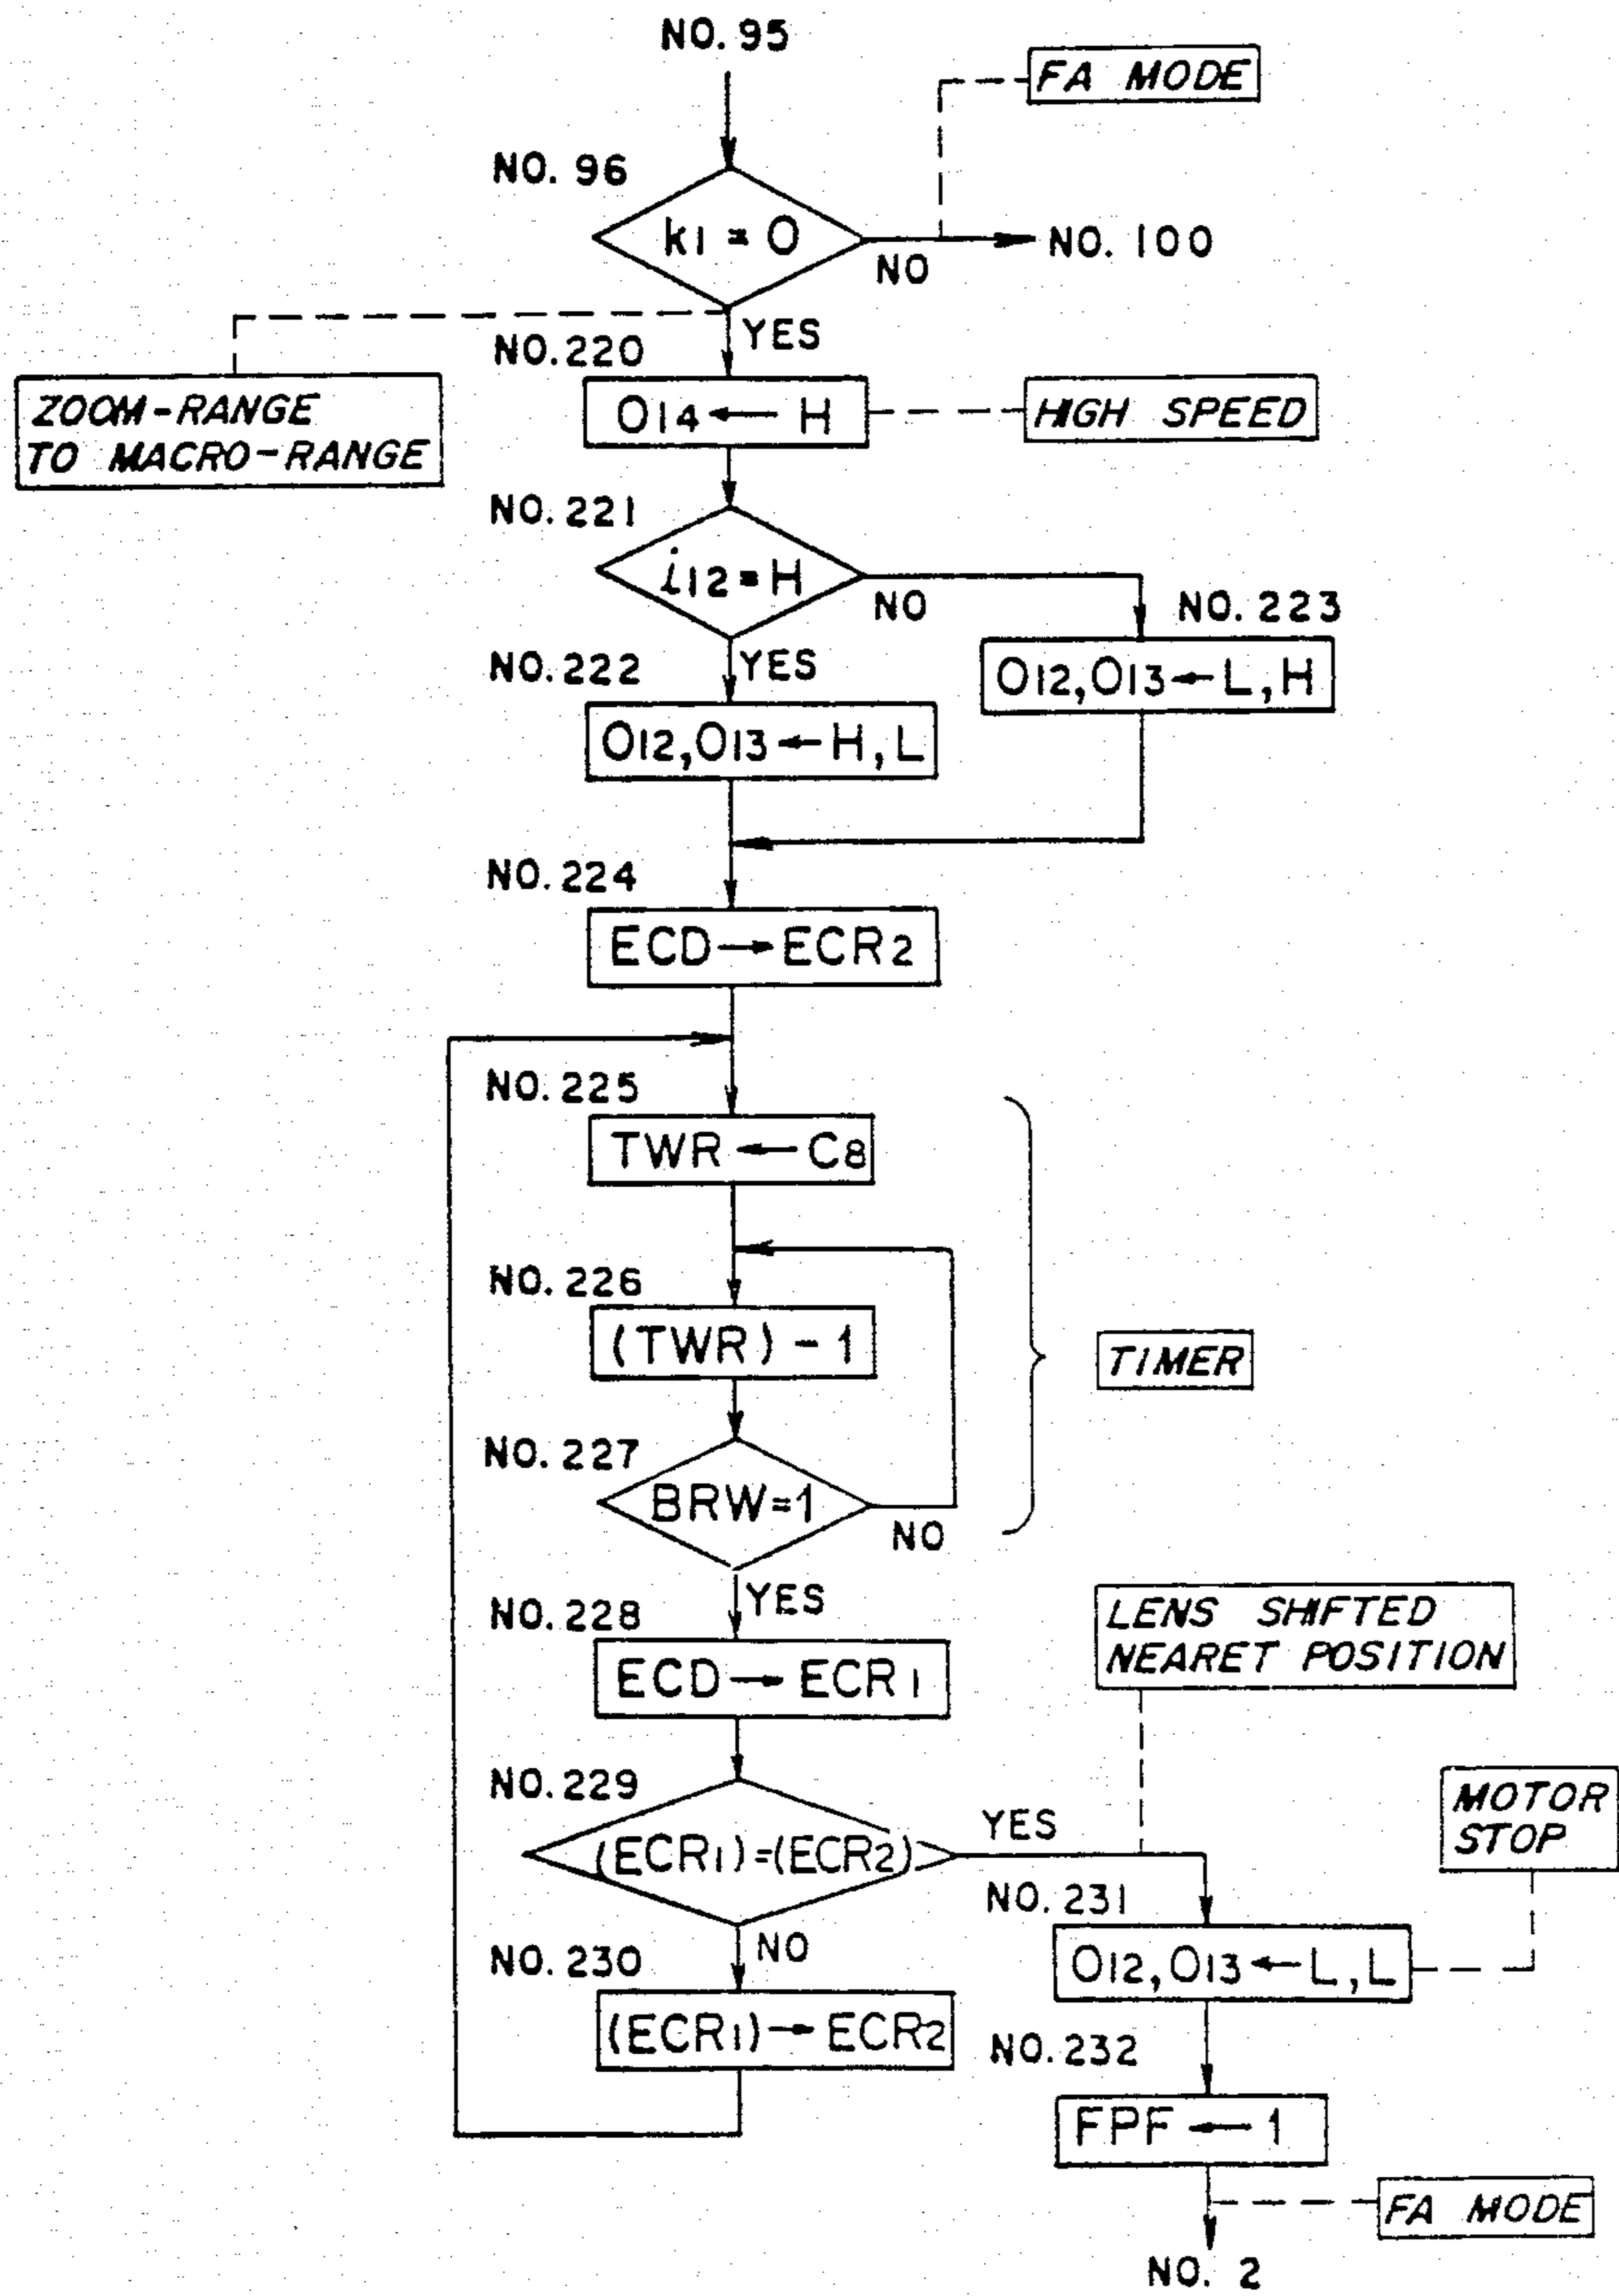 NO. 95
FA MODE
NO. 96
k1 = 0
NO
NO. 100
YES
NO. 220
ZOOM-RANGE
TO MACRO-RANGE
O14 ← H
HIGH SPEED
NO. 221
i12 = H
NO
NO. 223
O12, O13 ← L, H
NO. 222
YES
O12, O13 ← H, L
NO. 224
ECD → ECR2
NO. 225
TWR ← C8
NO. 226
(TWR) - 1
TIMER
NO. 227
BRW=1
NO
YES
NO. 228
ECD → ECR1
LENS SHIFTED
NEARET POSITION
NO. 229
(ECR1)=(ECR2)
YES
MOTOR
STOP
NO. 231
O12, O13 ← L, L
NO
NO. 230
(ECR1) → ECR2
NO. 232
FPF ← 1
FA MODE
NO. 2